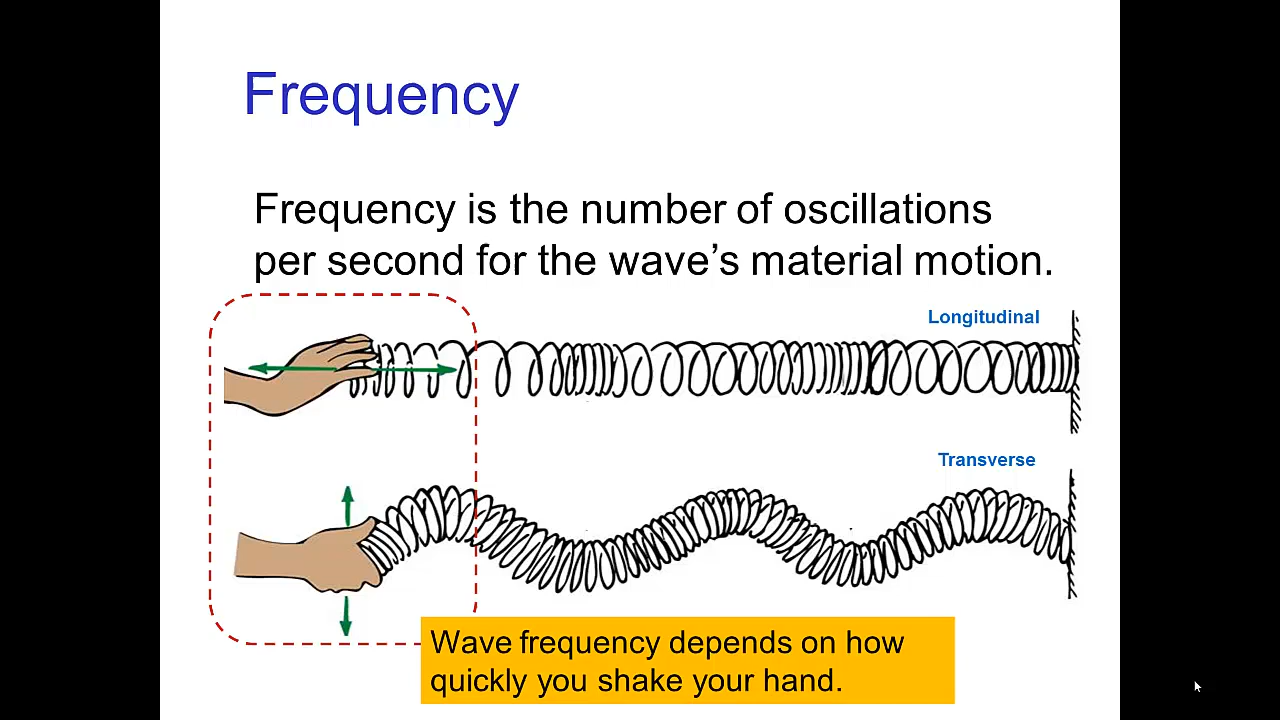 Frequency
Frequency is the number of oscillations
per second for the wave’s material motion.
Longitudinal
Transverse
Wave frequency depends on how
quickly you shake your hand.